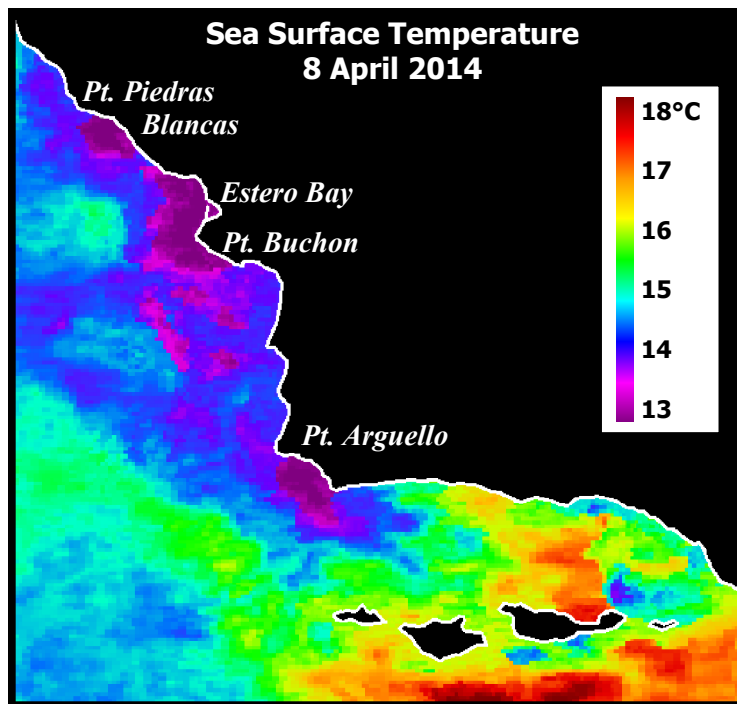 Sea Surface Temperature
8 April 2014
Pt. Piedras
Blancas
Estero Bay
Pt. Buchon
Pt. Arguello
18°C
17
16
15
14
13